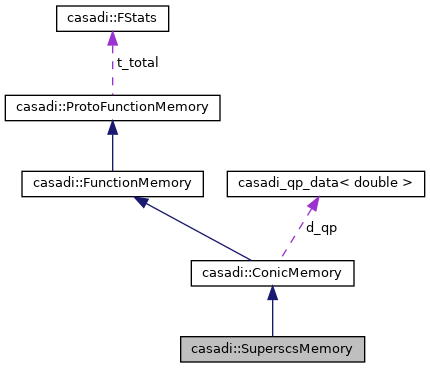 casadi::FStats
t_total
casadi::ProtoFunctionMemory
casadi::FunctionMemory
casadi_qp_data< double >
d_qp
casadi::ConicMemory
casadi::SuperscsMemory